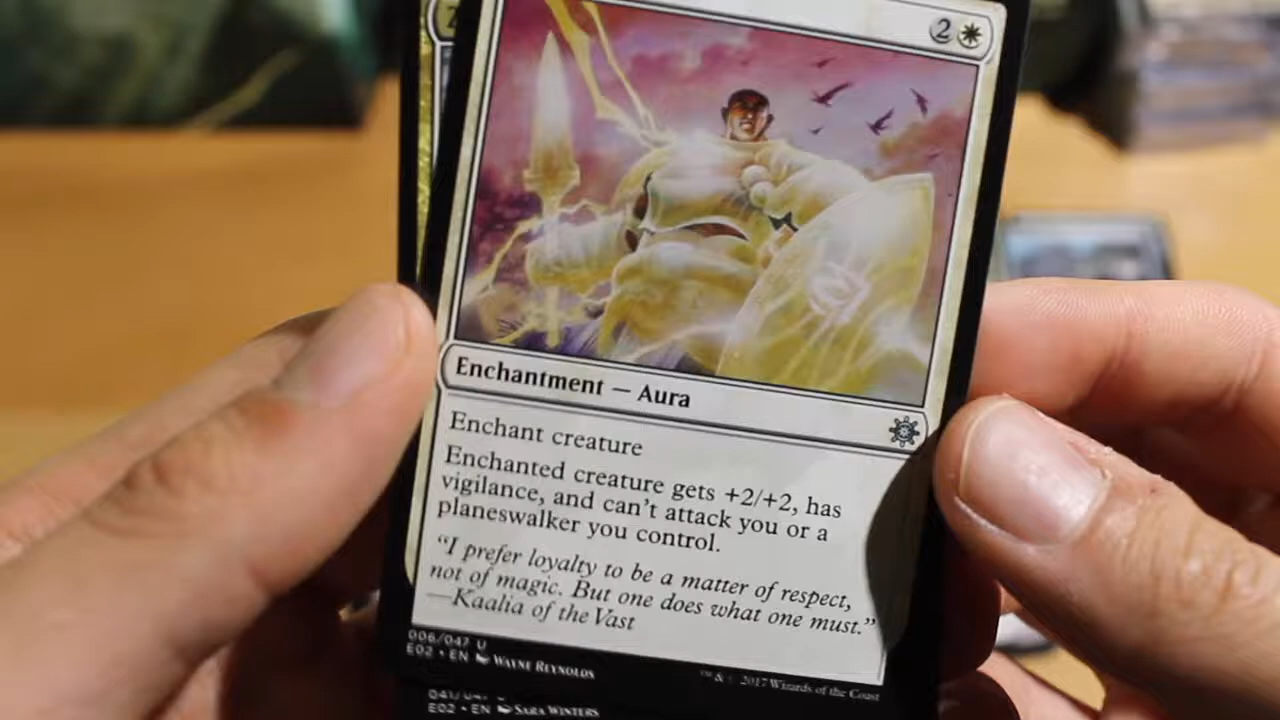 2
Enchantment — Aura
Enchant creature
Enchanted creature gets +2/+2, has
vigilance, and can't attack you or a
planeswalker you control.
"I prefer loyalty to be a matter of respect,
not of magic. But one does what one must."
—Kaalia of the Vast
006/047 U
E02 • EN WAYNE REYNOLDS
™ & 2017 Wizards of the Coast
E02 • EN SARA WINTERS